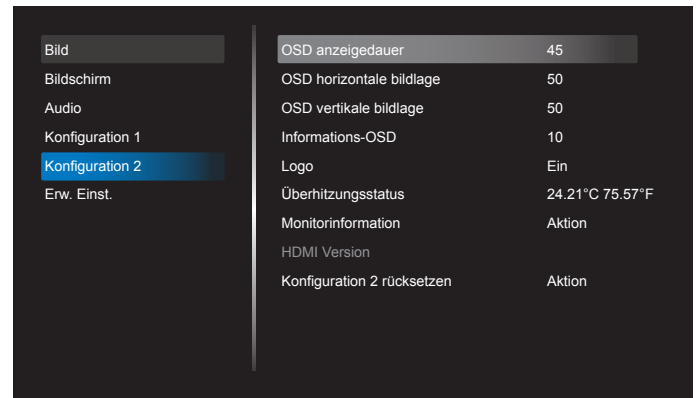 Bild
Bildschirm
Audio
Konfiguration 1
Konfiguration 2
Erw. Einst.
OSD anzeigedauer 45
OSD horizontale bildlage 50
OSD vertikale bildlage 50
Informations-OSD 10
Logo Ein
Überhitzungsstatus 24.21°C 75.57°F
Monitorinformation Aktion
HDMI Version
Konfiguration 2 rücksetzen Aktion